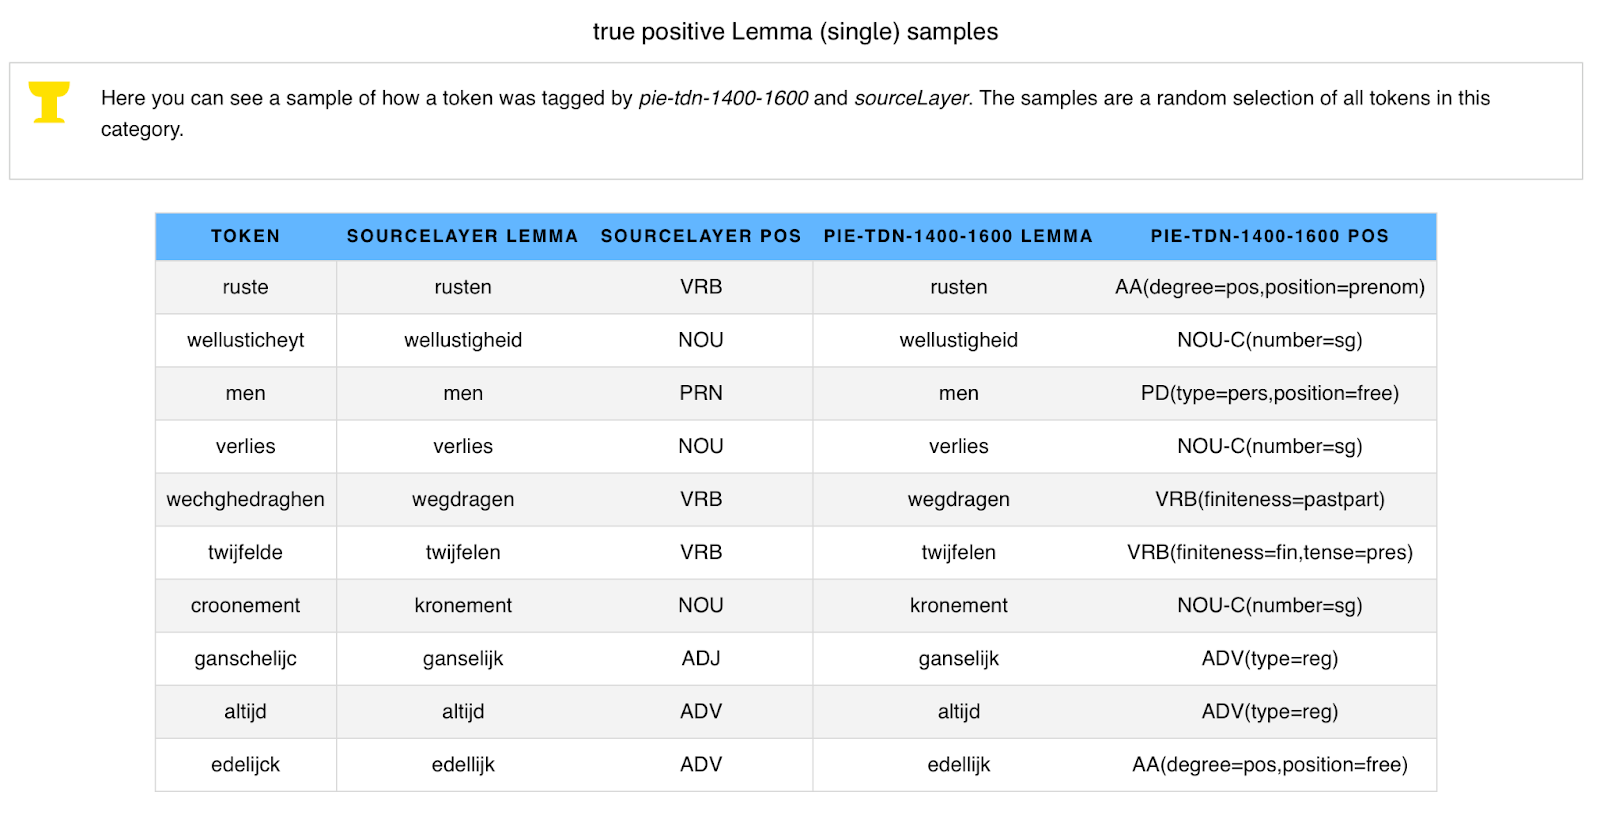 true positive Lemma (single) samples
Here you can see a sample of how a token was tagged by pie-tdn-1400-1600 and sourceLayer. The samples are a random selection of all tokens in this
category.
TOKEN SOURCELAYER LEMMA SOURCELAYER POS PIE-TDN-1400-1600 LEMMA PIE-TDN-1400-1600 POS
ruste rusten VRB rusten AA(degree=pos,position=prenom)
wellusticheyt wellustigheid NOU wellustigheid NOU-C(number=sg)
men men PRN men PD(type=pers,position=free)
verlies verlies NOU verlies NOU-C(number=sg)
wechghedraghen wegdragen VRB wegdragen VRB(finiteness=pastpart)
twijfelde twijfelen VRB twijfelen VRB(finiteness=fin,tense=pres)
croonement kronement NOU kronement NOU-C(number=sg)
ganschelijc ganselijk ADJ ganselijk ADV(type=reg)
altijd altijd ADV altijd ADV(type=reg)
edelijck edellijk ADV edellijk AA(degree=pos,position=free)